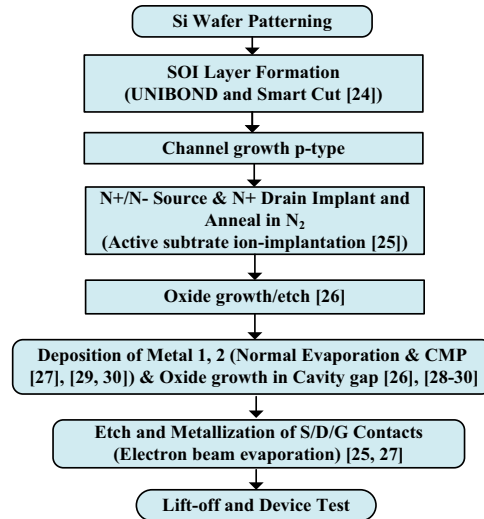 Si Wafer Patterning
SOI Layer Formation
(UNIBOND and Smart Cut [24])
Channel growth p-type
N+/N- Source & N+ Drain Implant and
Anneal in N₂
(Active subtrate ion-implantation [25])
Oxide growth/etch [26]
Deposition of Metal 1, 2 (Normal Evaporation & CMP
[27], [29, 30]) & Oxide growth in Cavity gap [26], [28-30]
Etch and Metallization of S/D/G Contacts
(Electron beam evaporation) [25, 27]
Lift-off and Device Test